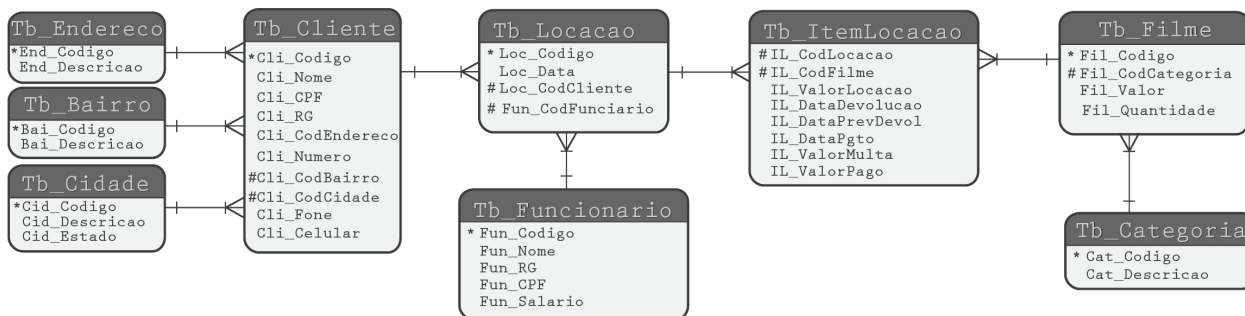 Tb_Endereco
*End_Codigo
End_Descricao
Tb_Bairro
*Bai_Codigo
Bai_Descricao
Tb_Cidade
*Cid_Codigo
Cid_Descricao
Cid_Estado
Tb_Cliente
*Cli_Codigo
Cli_Nome
Cli_CPF
Cli_RG
Cli_CodEndereco
Cli_Numero
#Cli_CodBairro
#Cli_CodCidade
Cli_Fone
Cli_Celular
Tb_Locacao
* Loc_Codigo
Loc_Data
# Loc_CodCliente
# Fun_CodFunciario
Tb_Funcionario
* Fun_Codigo
Fun_Nome
Fun_RG
Fun_CPF
Fun_Salario
Tb_ItemLocacao
# IL_CodLocacao
# IL_CodFilme
IL_ValorLocacao
IL_DataDevolucao
IL_DataPrevDevol
IL_DataPgto
IL_ValorMulta
IL_ValorPago
Tb_Filme
* Fil_Codigo
# Fil_CodCategoria
Fil_Valor
Fil_Quantidade
Tb_Categoria
* Cat_Codigo
Cat_Descricao